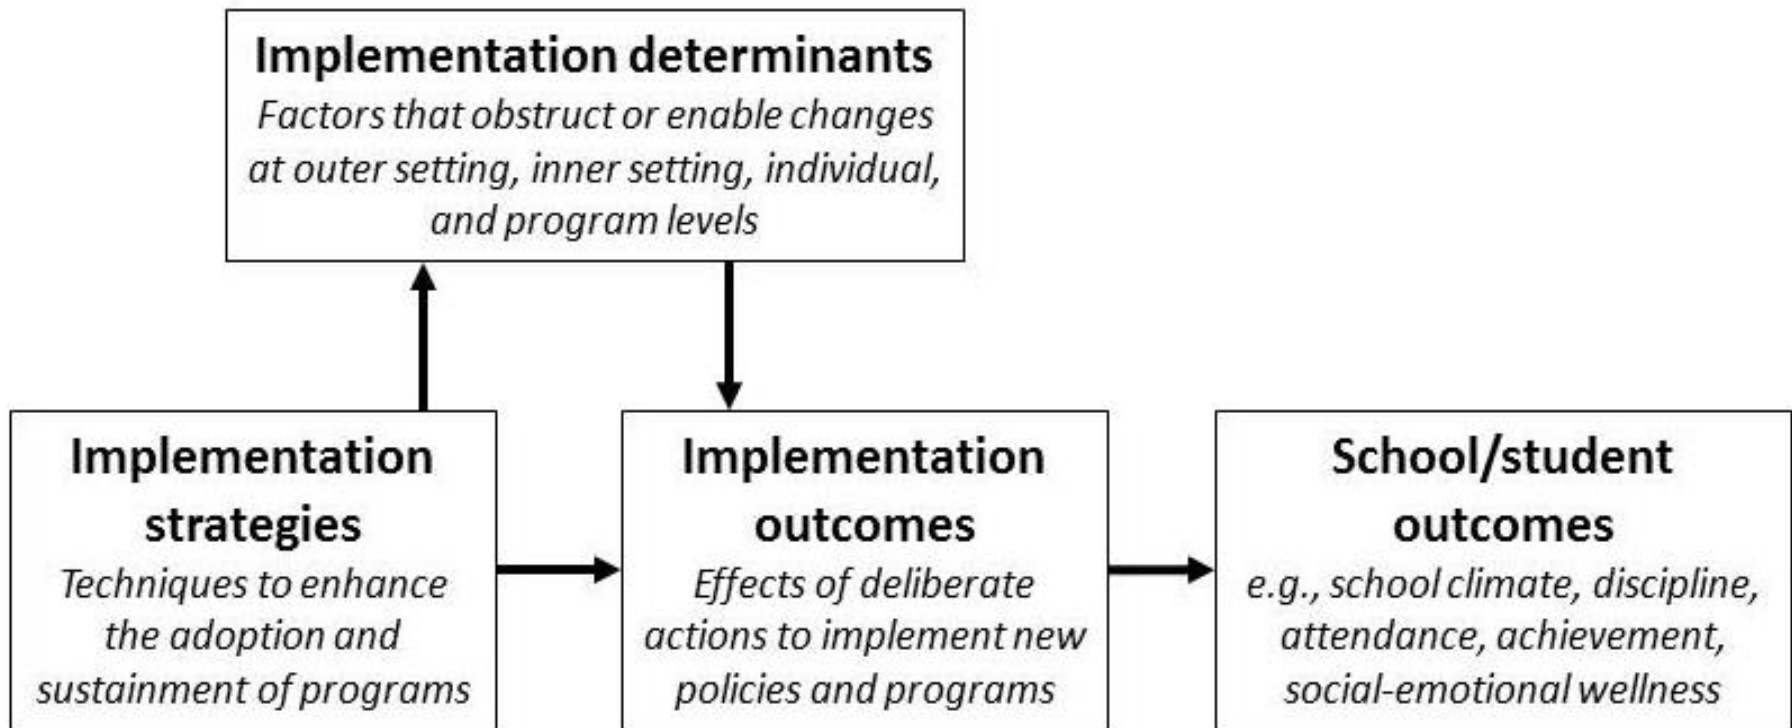 Implementation determinants
Factors that obstruct or enable changes
at outer setting, inner setting, individual,
and program levels
Implementation
strategies
Techniques to enhance
the adoption and
sustainment of programs
Implementation
outcomes
Effects of deliberate
actions to implement new
policies and programs
School/student
outcomes
e.g., school climate, discipline,
attendance, achievement,
social-emotional wellness